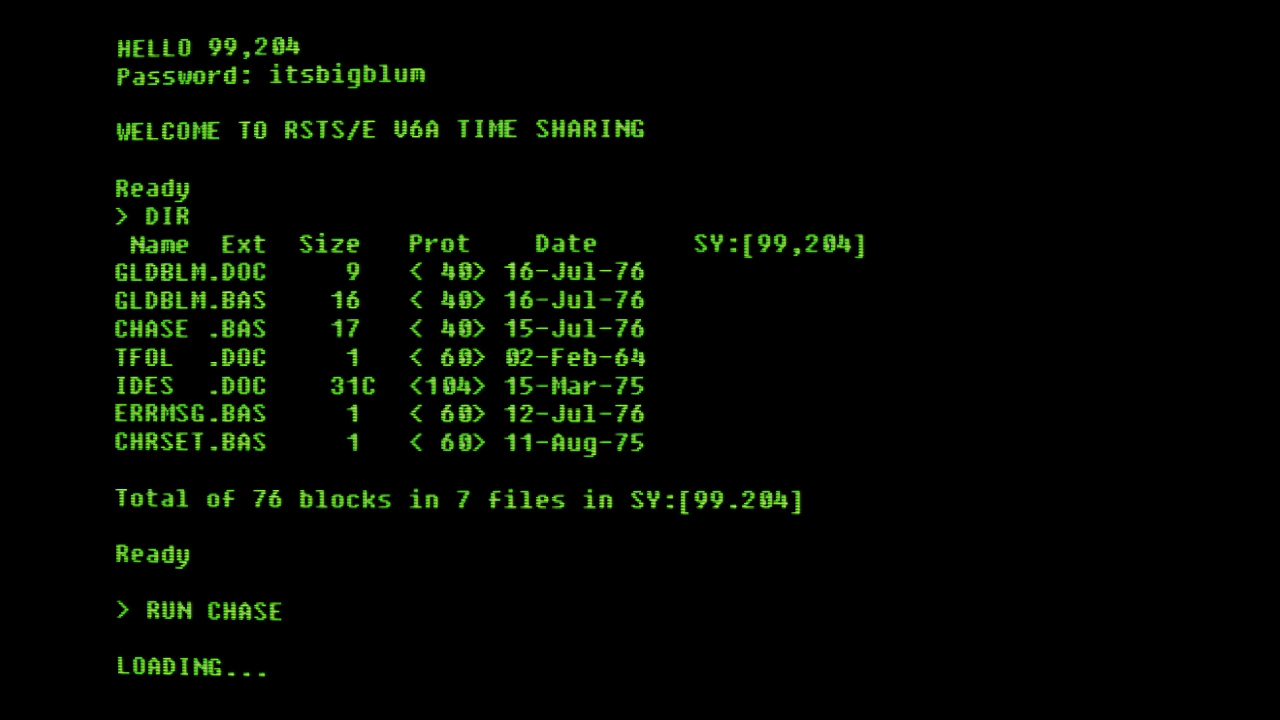 HELLO 99,204
Password: itsbigblum
WELCOME TO RSTS/E V6A TIME SHARING
Ready
> DIR
Name Ext Size Prot Date SY:[99,204]
GLDBLM.DOC 9 < 40> 16-Jul-76
GLDBLM.BAS 16 < 40> 16-Jul-76
CHASE .BAS 17 < 40> 15-Jul-76
TFOL .DOC 1 < 60> 02-Feb-64
IDES .DOC 31C <104> 15-Mar-75
ERRMSG.BAS 1 < 60> 12-Jul-76
CHRSET.BAS 1 < 60> 11-Aug-75
Total of 76 blocks in 7 files in SY:[99.204]
Ready
> RUN CHASE
LOADING...